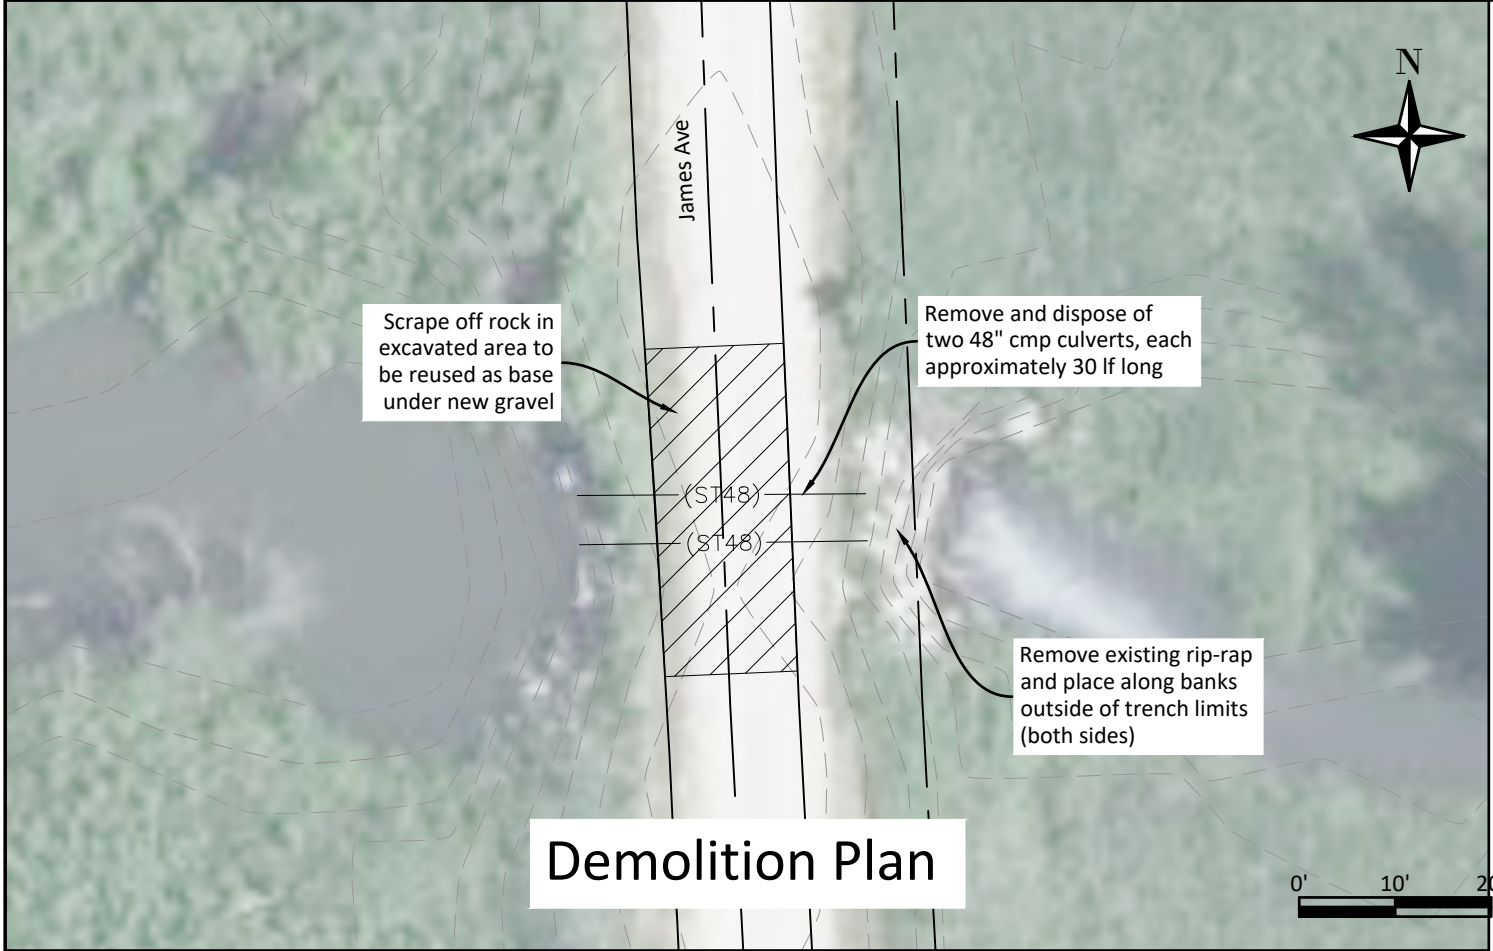 N
James Ave
Scrape off rock in
excavated area to
be reused as base
under new gravel
Remove and dispose of
two 48" cmp culverts, each
approximately 30 lf long
(ST48)
(ST48)
Remove existing rip-rap
and place along banks
outside of trench limits
(both sides)
Demolition Plan
0' 10' 20